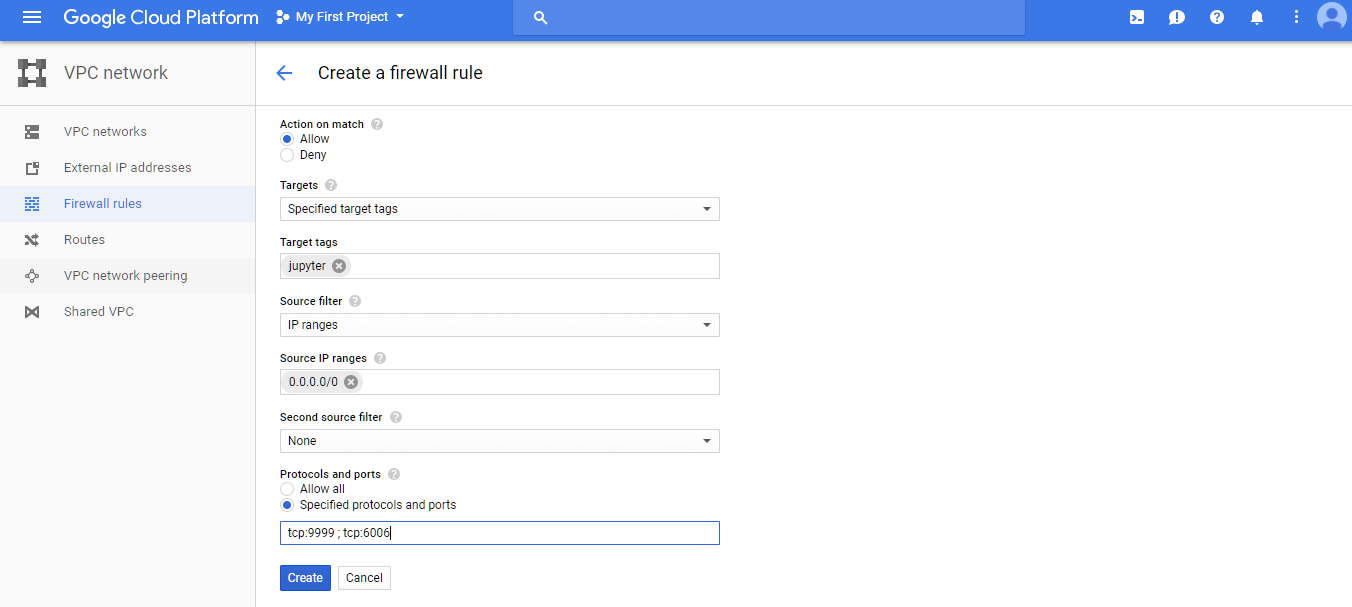 Google Cloud Platform My First Project
VPC network
Create a firewall rule
VPC networks
External IP addresses
Firewall rules
Routes
VPC network peering
Shared VPC
Action on match
Allow
Deny
Targets
Specified target tags
Target tags
jupyter
Source filter
IP ranges
Source IP ranges
0.0.0.0/0
Second source filter
None
Protocols and ports
Allow all
Specified protocols and ports
tcp:9999 ; tcp:6006
Create Cancel